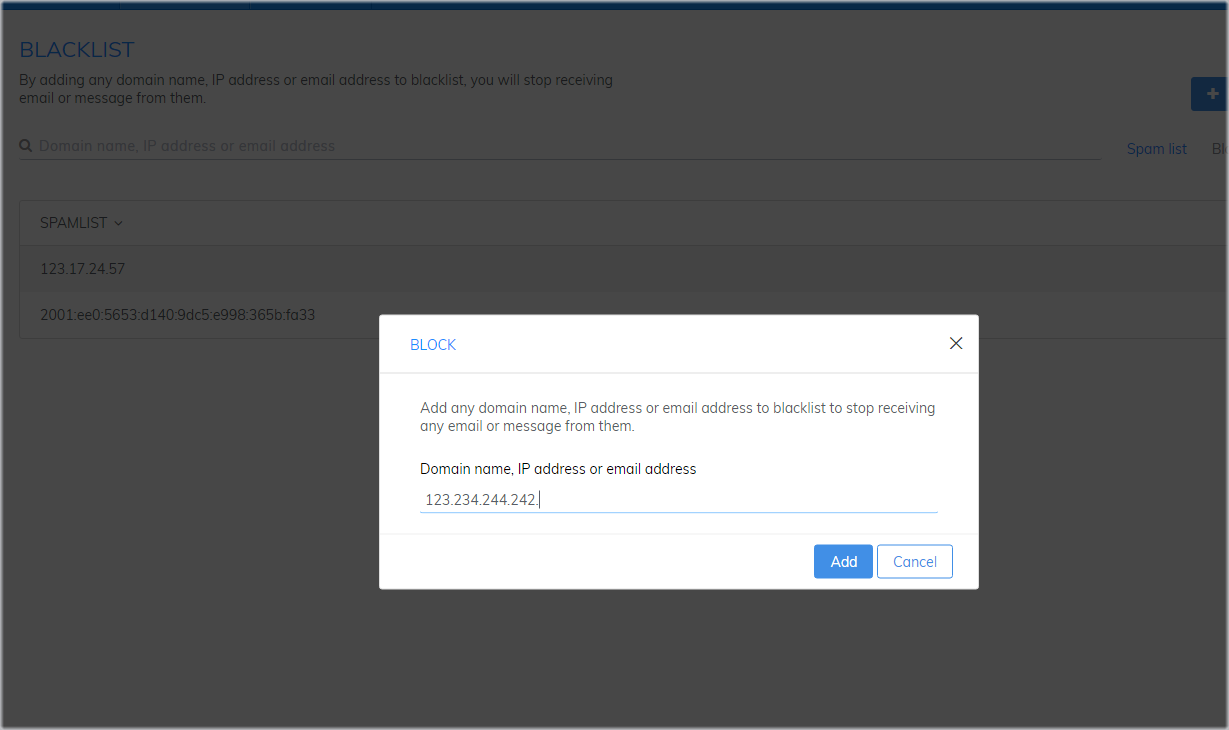 BLACKLIST
By adding any domain name, IP address or email address to blacklist, you will stop receiving
email or message from them.
Domain name, IP address or email address
Spam list
SPAMLIST
123.17.24.57
2001:ee0:5653:d140:9dc5:e998:365b:fa33
BLOCK
Add any domain name, IP address or email address to blacklist to stop receiving
any email or message from them.
Domain name, IP address or email address
123.234.244.242.
Add Cancel